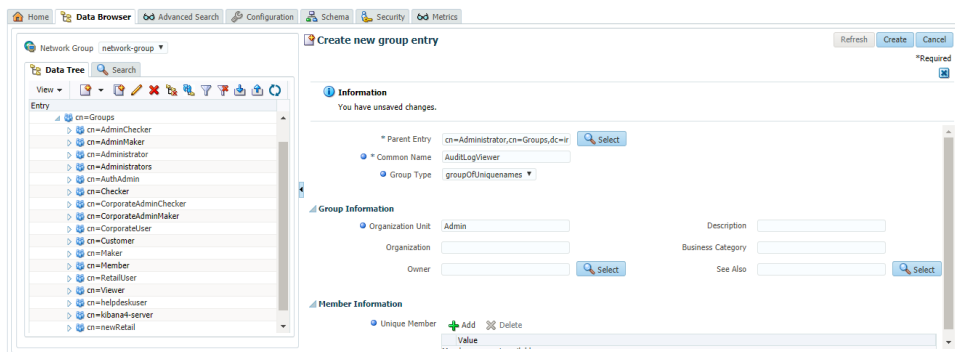 Home Data Browser Advanced Search Configuration Schema Security Metrics
Network Group network-group
Data Tree Search
View
Entry
cn=Groups
cn=AdminChecker
cn=AdminMaker
cn=Administrator
cn=Administrators
cn=AuthAdmin
cn=Checker
cn=CorporateAdminChecker
cn=CorporateAdminMaker
cn=CorporateUser
cn=Customer
cn=Maker
cn=Member
cn=RetailUser
cn=Viewer
cn=helpdeskuser
cn=kibana4-server
cn=newRetail
Create new group entry
Refresh Create Cancel
*Required
Information
You have unsaved changes.
* Parent Entry cn=Administrator,cn=Groups,dc=ir Select
* Common Name AuditLogViewer
Group Type groupOfUniquenames
Group Information
Organization Unit Admin Description
Organization Business Category
Owner Select See Also Select
Member Information
Unique Member Add Delete
Value